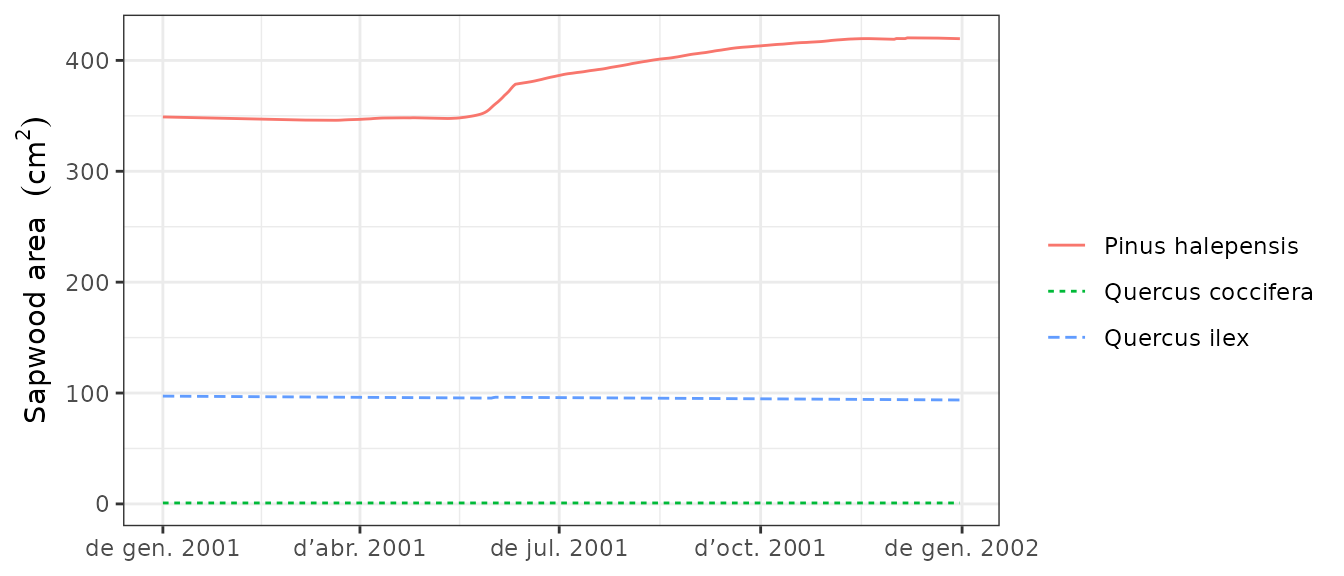 Sapwood area (cm²)
400
300
200
100
0
de gen. 2001
d’abr. 2001
de jul. 2001
d’oct. 2001
de gen. 2002
Pinus halepensis
Quercus coccifera
Quercus ilex